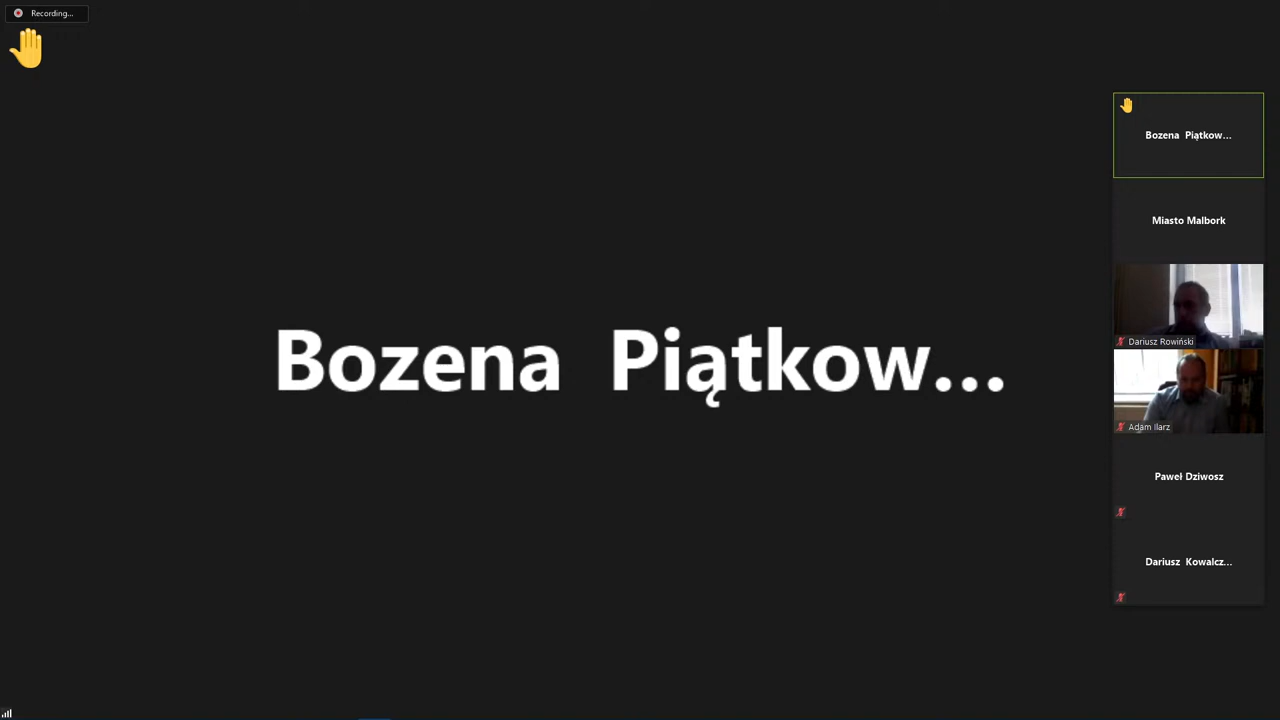 Recording...
Bozena Piątkow...
Bozena Piątkow...
Miasto Malbork
Dariusz Rowiński
Adam Ilarz
Paweł Dziwosz
Dariusz Kowalcz...